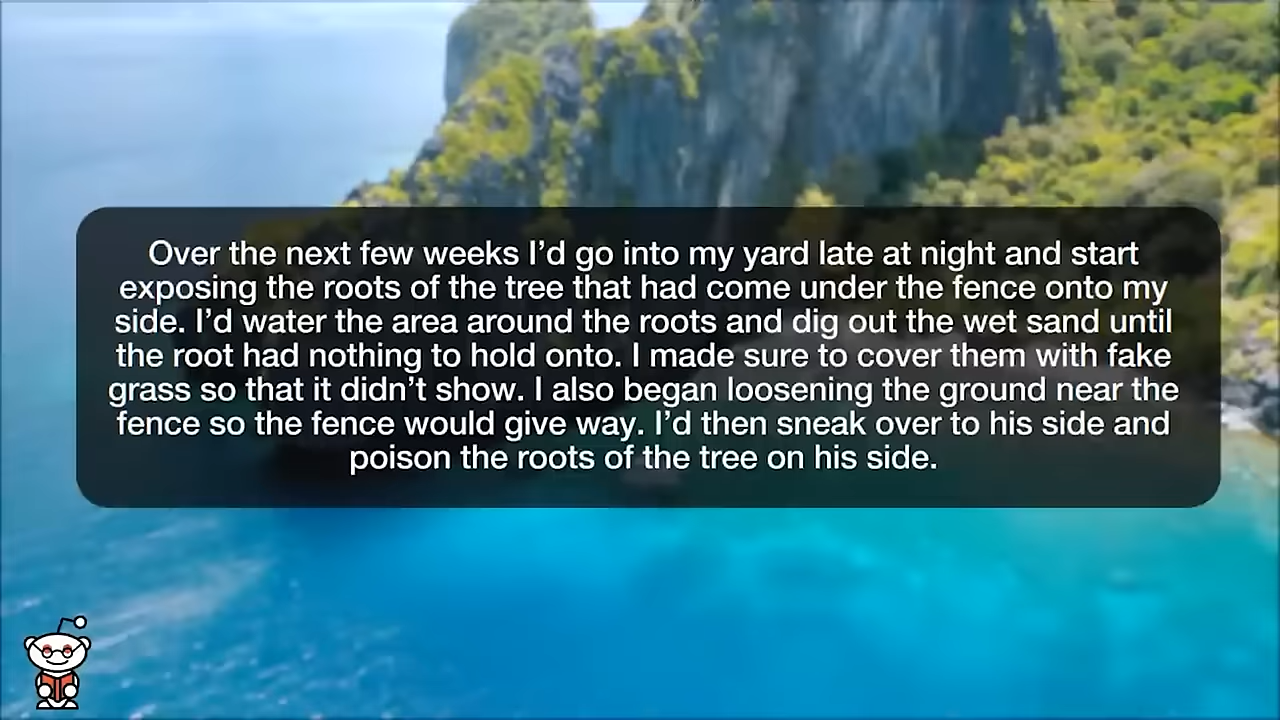 Over the next few weeks I’d go into my yard late at night and start
exposing the roots of the tree that had come under the fence onto my
side. I’d water the area around the roots and dig out the wet sand until
the root had nothing to hold onto. I made sure to cover them with fake
grass so that it didn’t show. I also began loosening the ground near the
fence so the fence would give way. I’d then sneak over to his side and
poison the roots of the tree on his side.